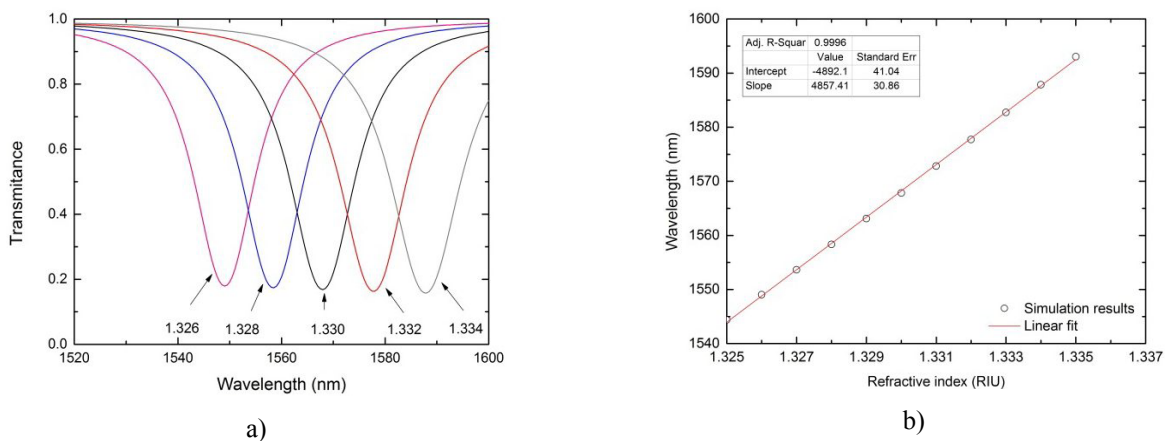 1.0
0.8
0.6
0.4
0.2
0.0
Transmitance
1.326
1.328
1.330
1.332
1.334
1520 1540 1560 1580 1600
Wavelength (nm)
a)
1600
1590
1580
1570
1560
1550
1540
Wavelength (nm)
Adj. R-Squar 0.9996
Value Standard Err
Intercept -4892.1 41.04
Slope 4857.41 30.86
Simulation results
Linear fit
1.325 1.327 1.329 1.331 1.333 1.335 1.337
Refractive index (RIU)
b)